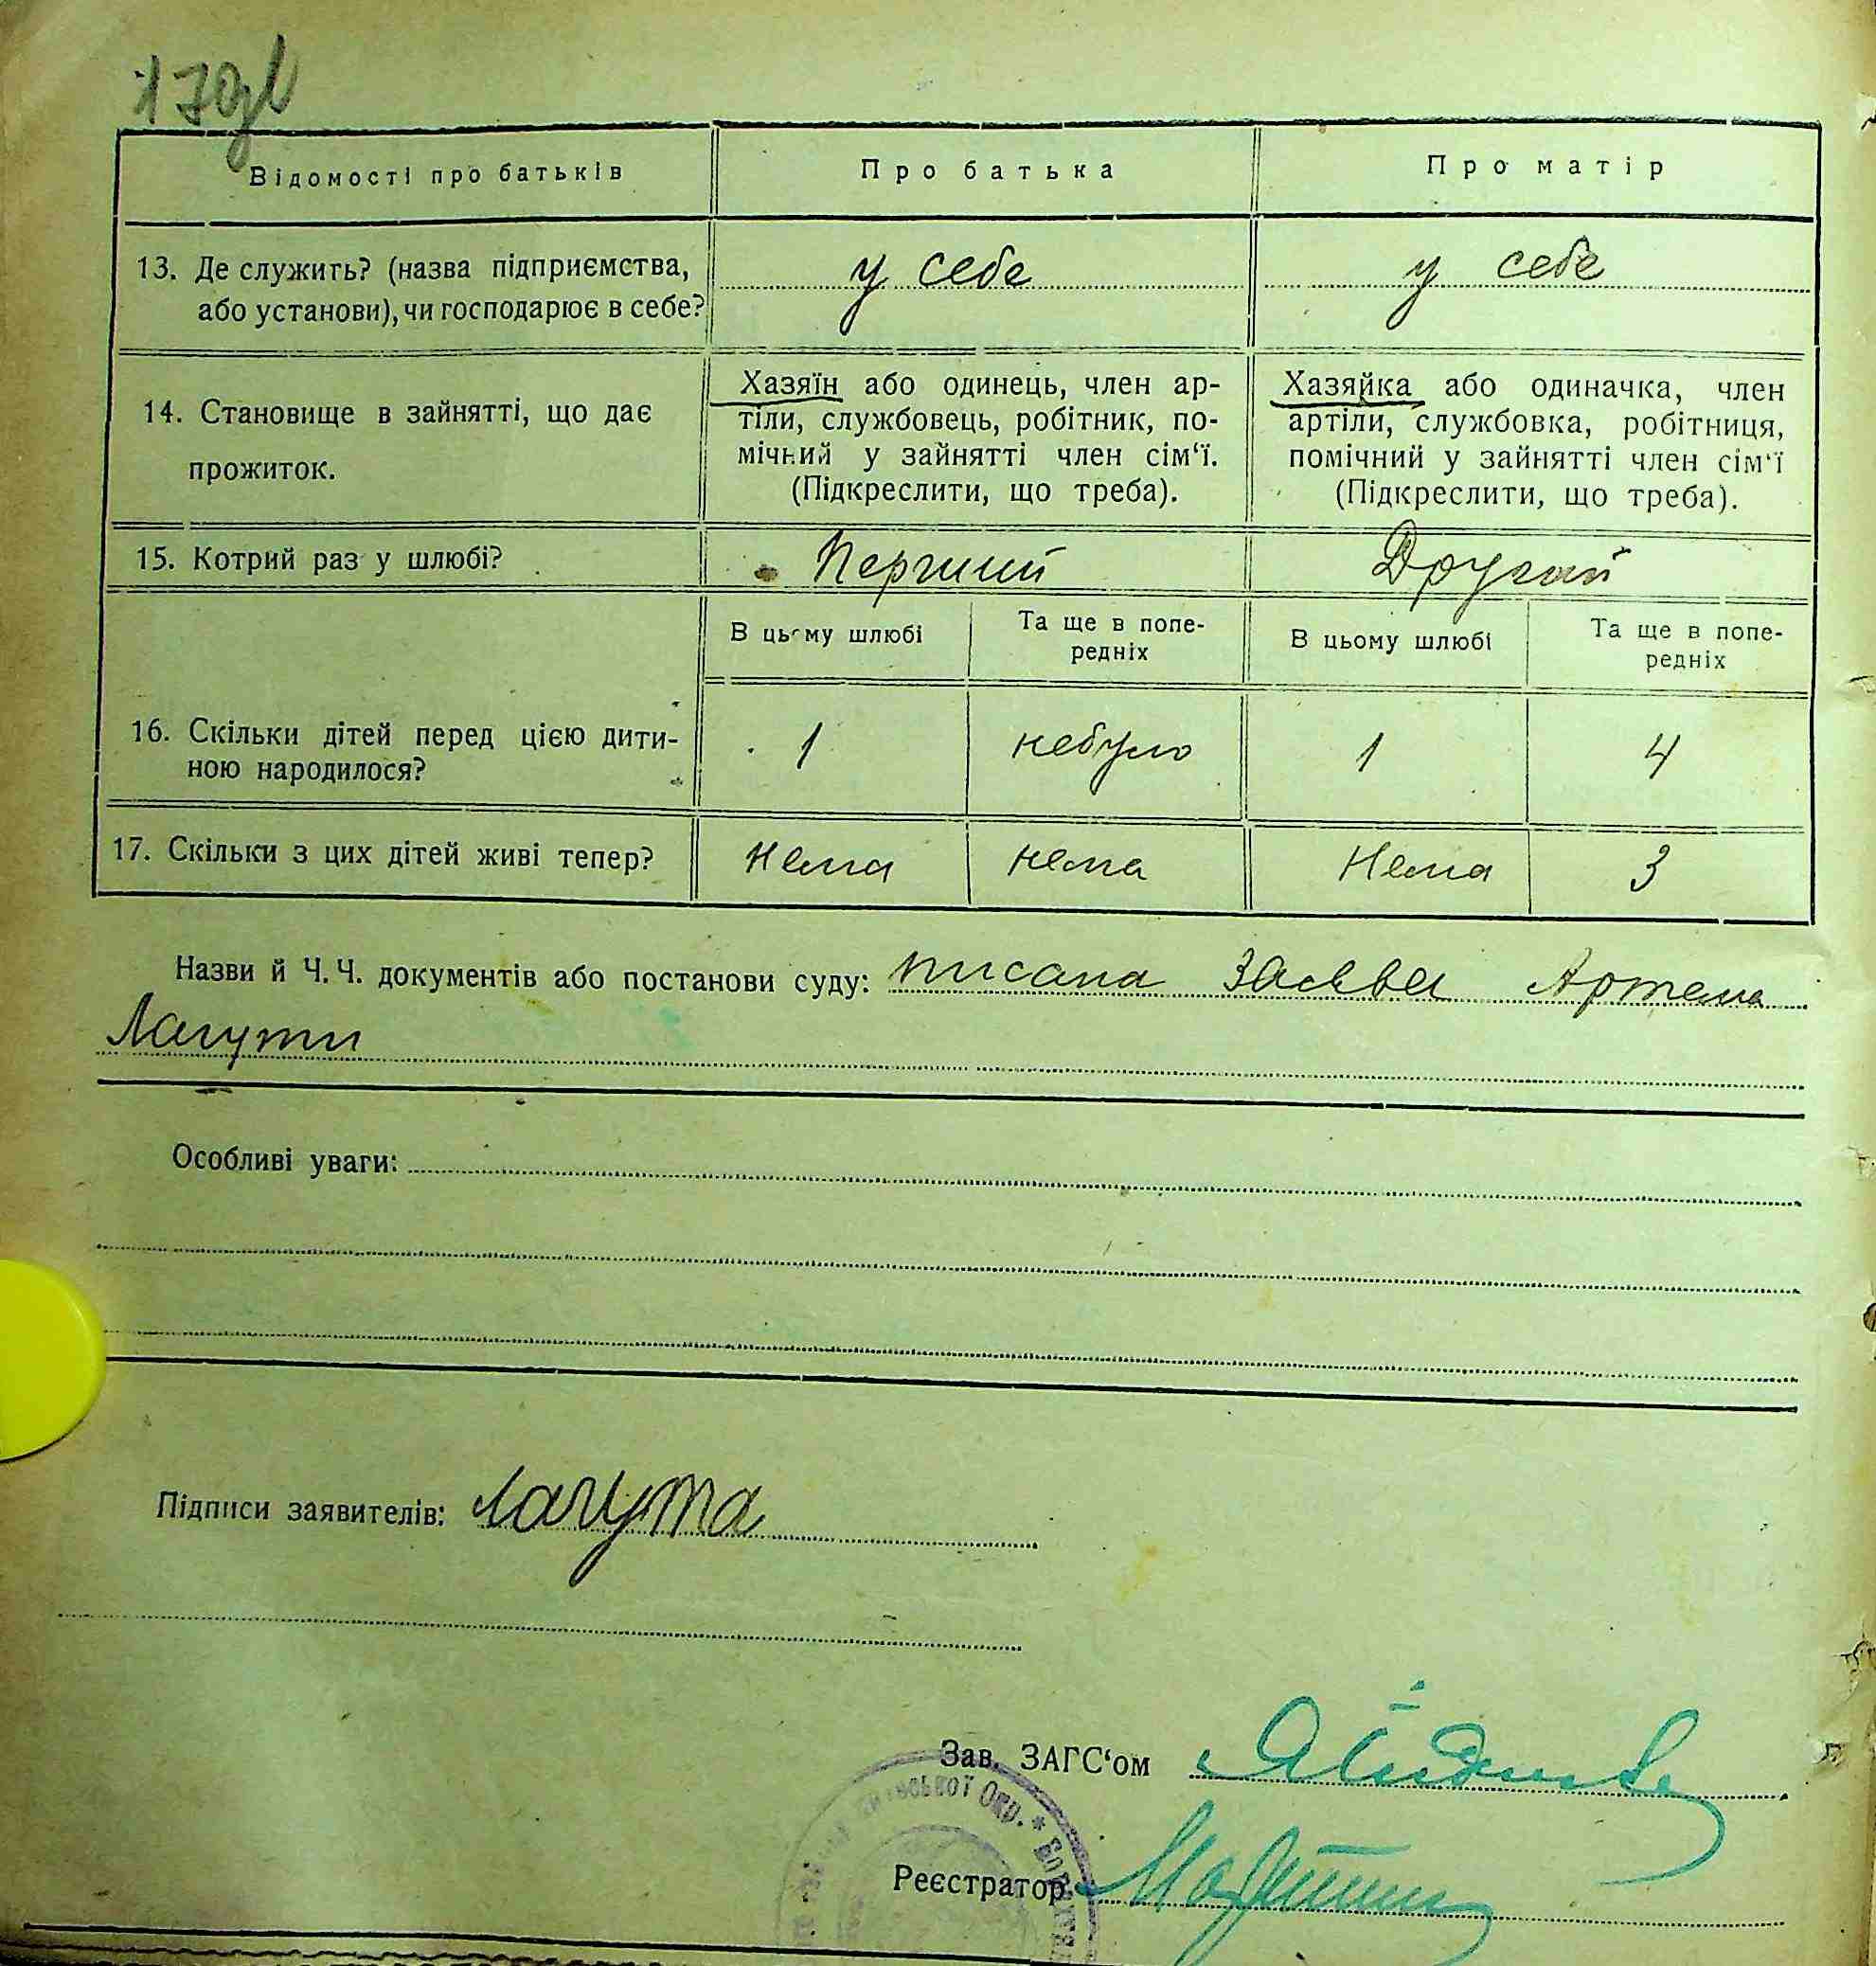 Відомості про батьків
Про батька
Про матір
13. Де служить? (назва підприємства,
або установи), чи господарює в себе?
у себе
у себе
14. Становище в зайнятті, що дає
прожиток.
Хазяїн або одинець, член ар-
тіли, службовець, робітник, по-
мічний у зайнятті член сім‘ї.
(Підкреслити, що треба).
Хазяйка або одиначка, член
артіли, службовка, робітниця,
помічний у зайнятті член сім‘ї
(Підкреслити, що треба).
15. Котрий раз у шлюбі?
Перший
Другий
В цьому шлюбі
Та ще в попе-
редніх
В цьому шлюбі
Та ще в попе-
редніх
16. Скільки дітей перед цією дити-
ною народилося?
1
небуло
1
4
17. Скільки з цих дітей живі тепер?
Нема
нема
Нема
3
Назви й Ч.Ч. документів або постанови суду: писана заява Артема
Лагути
Особливі уваги:
Підписи заявителів: Лагута
Зав. ЗАГС‘ом
Реєстратор